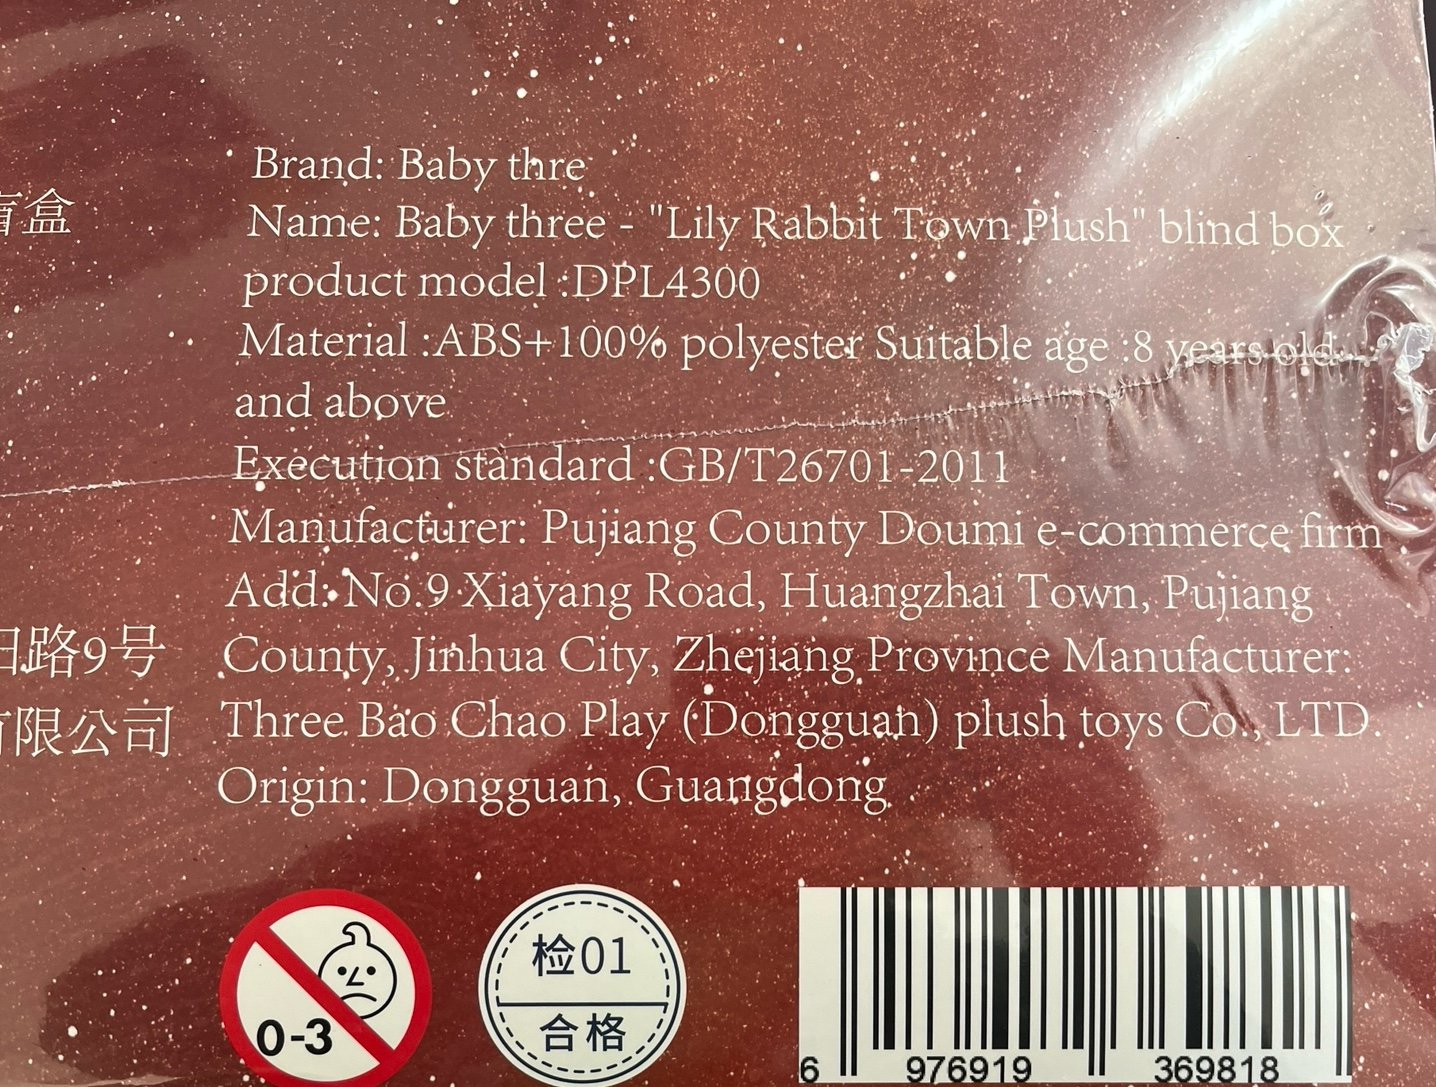 盲盒
Brand: Baby thre
Name: Baby three - "Lily Rabbit Town Plush" blind box
product model :DPL4300
Material :ABS+100% polyester Suitable age :8 years old
and above
Execution standard :GB/T26701-2011
Manufacturer: Pujiang County Doumi e-commerce firm
Add: No.9 Xiayang Road, Huangzhai Town, Pujiang
路9号
County, Jinhua City, Zhejiang Province Manufacturer:
有限公司
Three Bao Chao Play (Dongguan) plush toys Co., LTD.
Origin: Dongguan, Guangdong
0-3
检01
合格
6 976919 369818